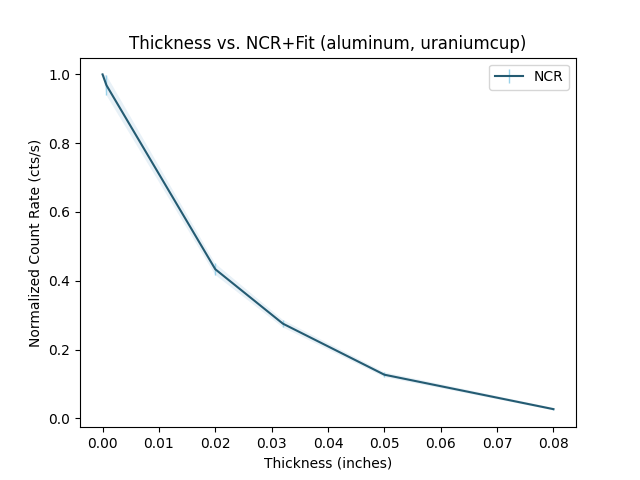 Thickness vs. NCR+Fit (aluminum, uraniumcup)
NCR
1.0
0.8
0.6
0.4
0.2
0.0
Normalized Count Rate (cts/s)
0.00 0.01 0.02 0.03 0.04 0.05 0.06 0.07 0.08
Thickness (inches)